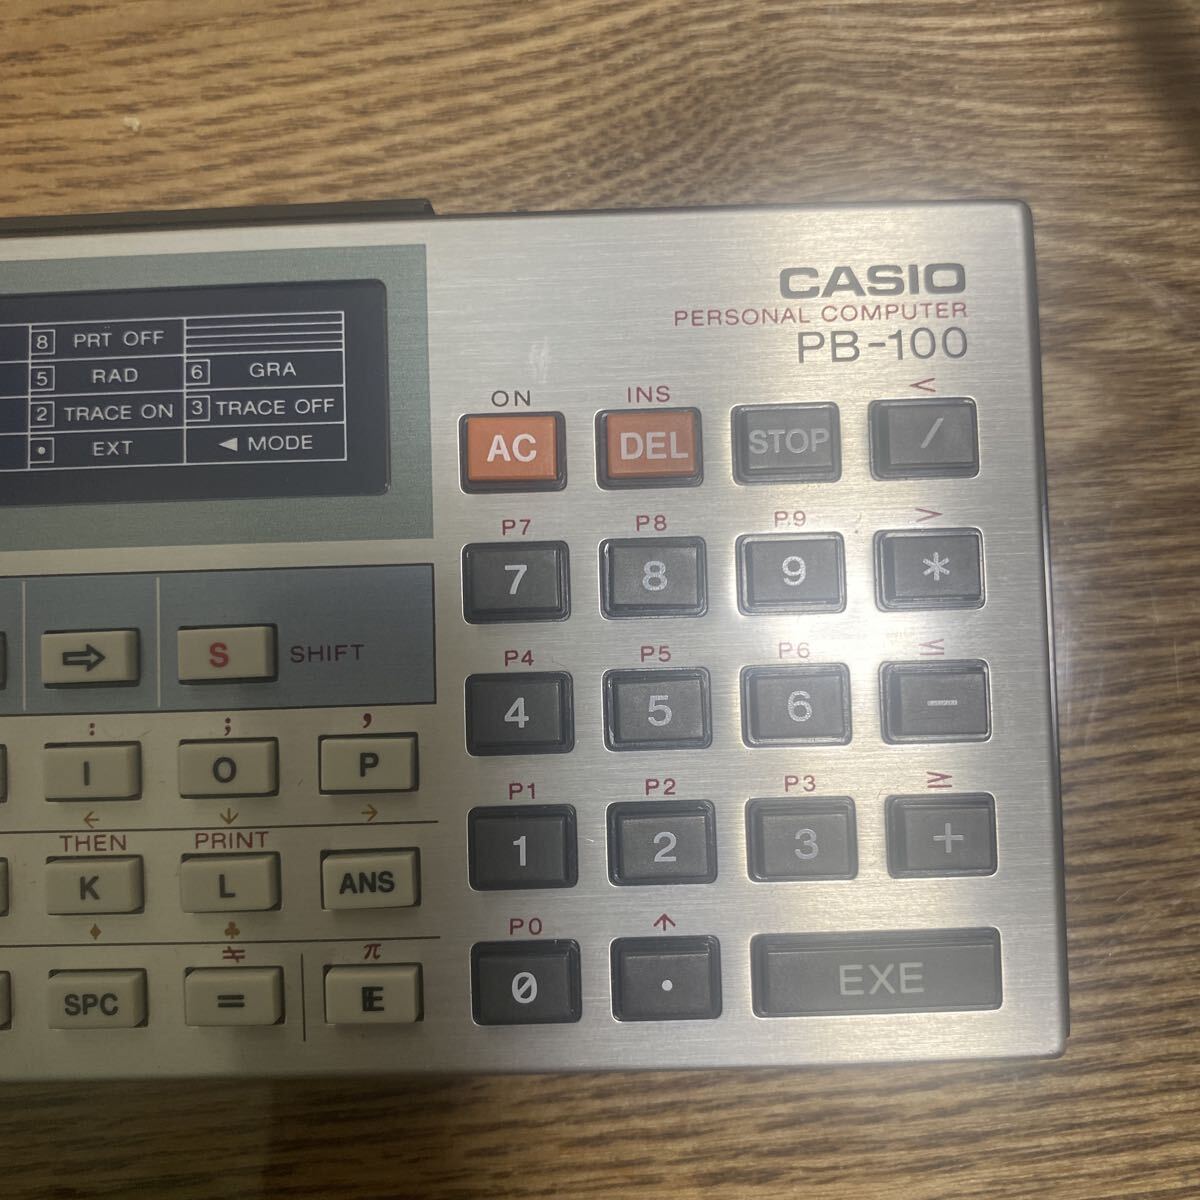 CASIO
PERSONAL COMPUTER
PB-100
8 PRT OFF
5 RAD 6 GRA
2 TRACE ON 3 TRACE OFF
• EXT ◄ MODE
ON INS <
AC DEL STOP /
P7 P8 P9 >
7 8 9 *
⇨ S SHIFT
P4 P5 P6 ≦
4 5 6 −
: ; ,
I O P
← ↓ →
P1 P2 P3 ≧
1 2 3 +
THEN PRINT
K L ANS
♦ ♣
P0 ↑
0 • EXE
≠ π
SPC = E